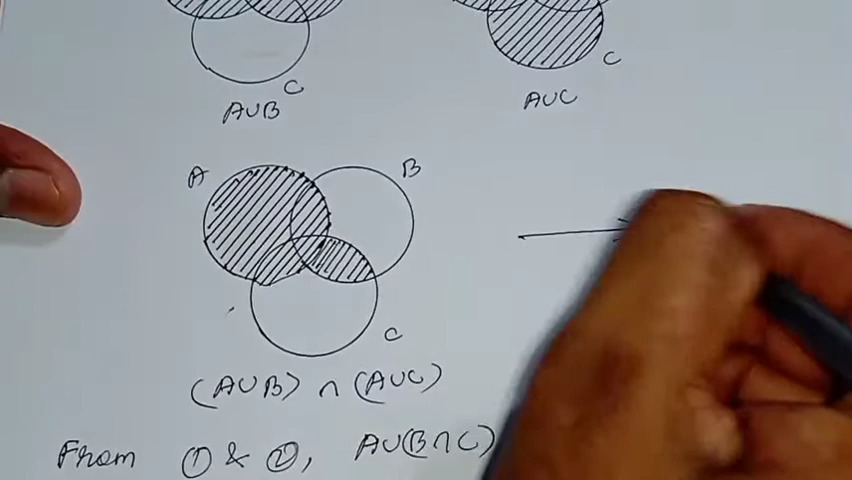 C
C
A∪B
A∪C
A
B
C
(A∪B) ∩ (A∪C)
From ① & ②, A∪(B∩C)